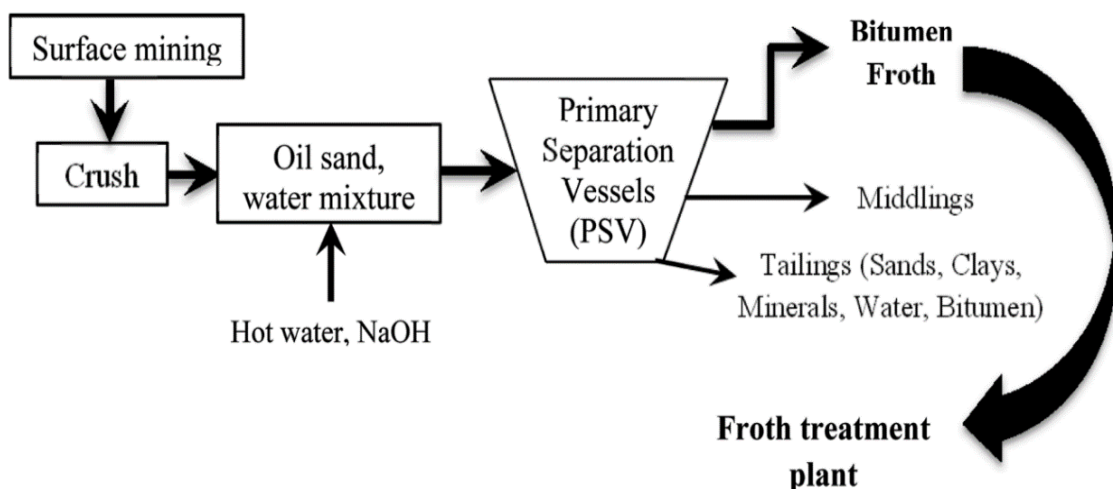 Surface mining
Crush
Oil sand,
water mixture
Hot water, NaOH
Primary
Separation
Vessels
(PSV)
Bitumen
Froth
Middlings
Tailings (Sands, Clays,
Minerals, Water, Bitumen)
Froth treatment
plant